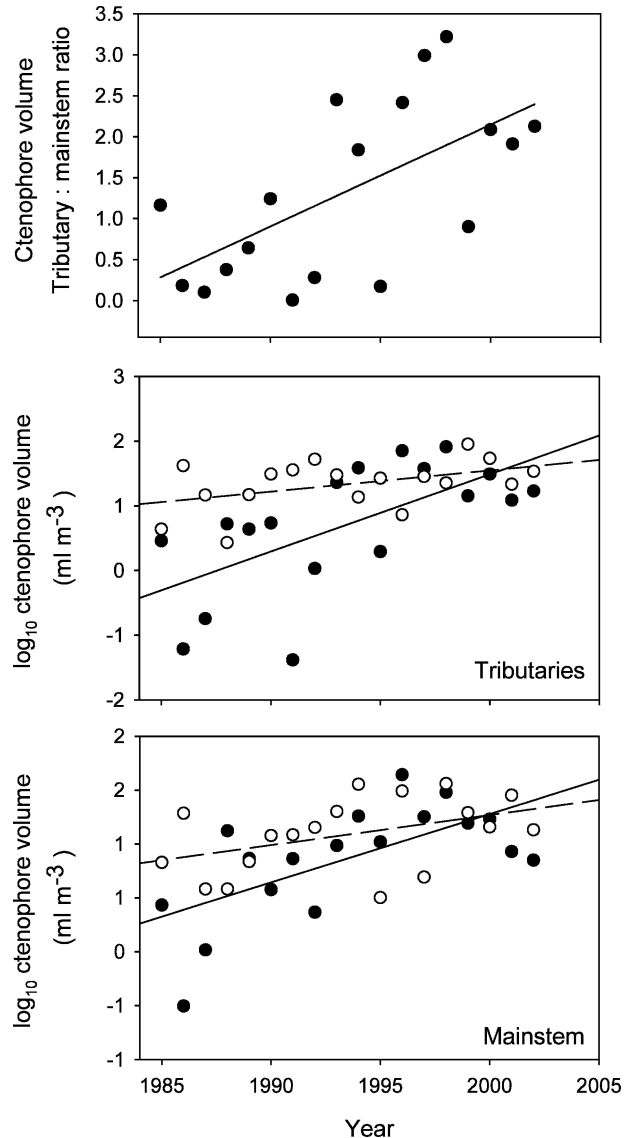 Ctenophore volume
Tributary : mainstem ratio
3.5
3.0
2.5
2.0
1.5
1.0
0.5
0.0
log10 ctenophore volume
(ml m-3)
3
2
1
0
-1
-2
Tributaries
log10 ctenophore volume
(ml m-3)
2
2
1
1
0
-1
-1
Mainstem
1985 1990 1995 2000 2005
Year